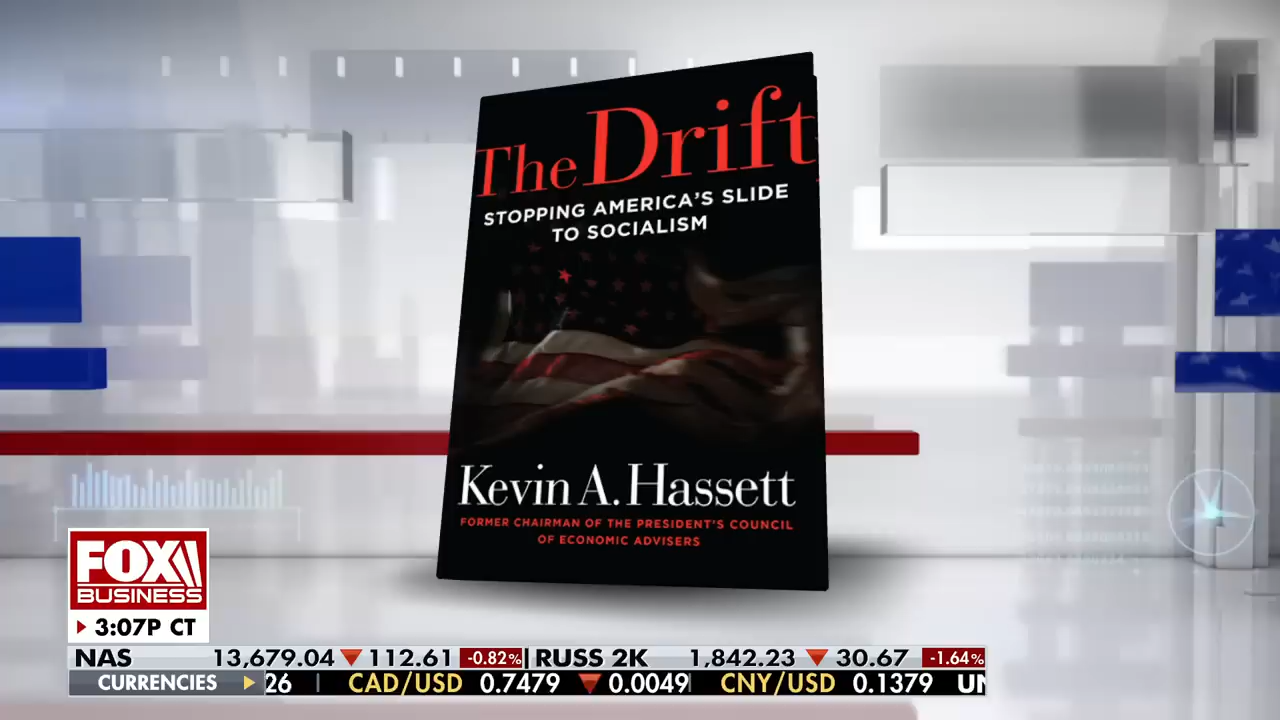 The Drift
STOPPING AMERICA'S SLIDE
TO SOCIALISM
Kevin A. Hassett
FORMER CHAIRMAN OF THE PRESIDENT'S COUNCIL
OF ECONOMIC ADVISERS
FOX
BUSINESS
3:07P CT
NAS 13,679.04 ▼ 112.61 -0.82% RUSS 2K 1,842.23 ▼ 30.67 -1.64%
CURRENCIES 26 CAD/USD 0.7479 ▼ 0.0049 CNY/USD 0.1379